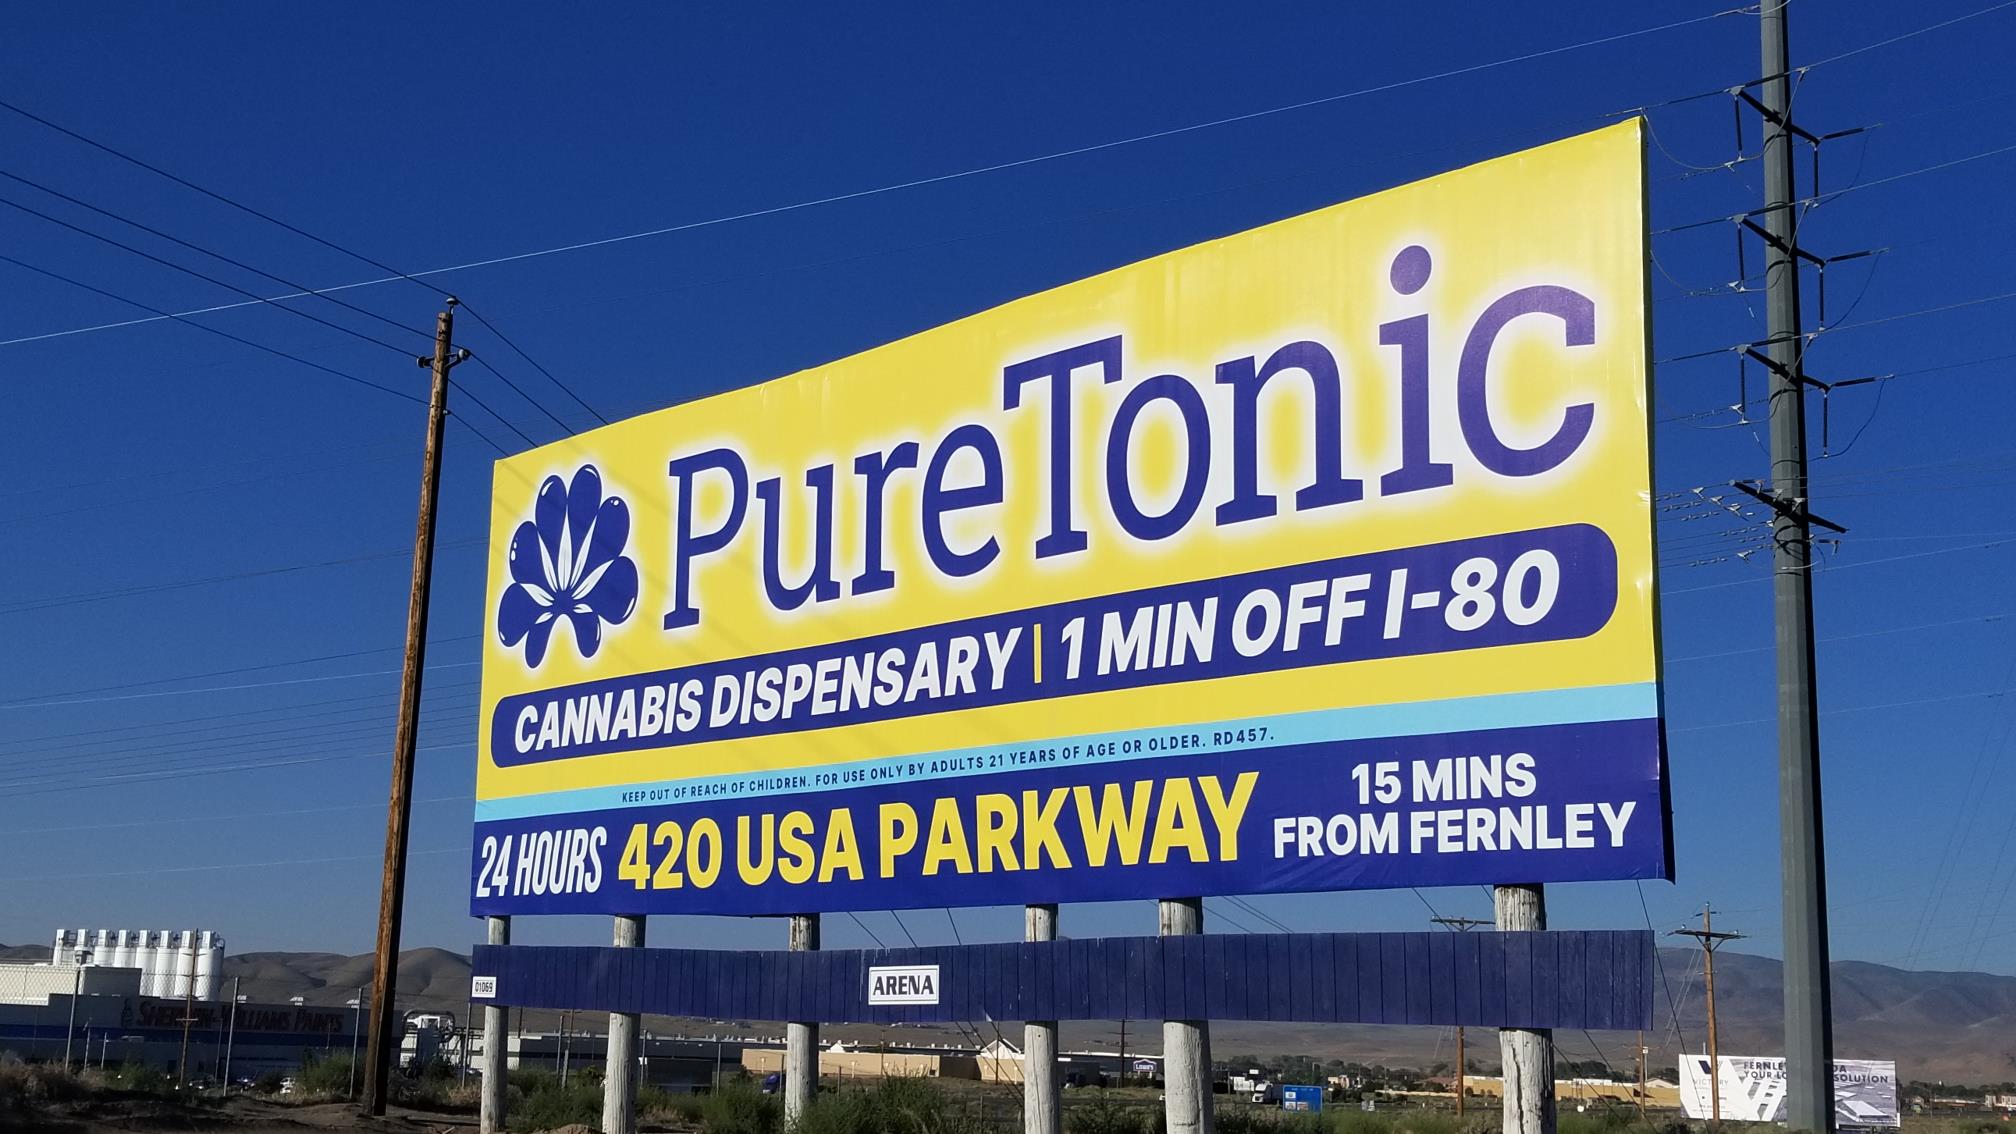 PureTonic
CANNABIS DISPENSARY | 1 MIN OFF I-80
KEEP OUT OF REACH OF CHILDREN. FOR USE ONLY BY ADULTS 21 YEARS OF AGE OR OLDER. RD457.
24 HOURS 420 USA PARKWAY 15 MINS
FROM FERNLEY
01069
ARENA
SHERWIN-WILLIAMS PAINTS
LOWE'S